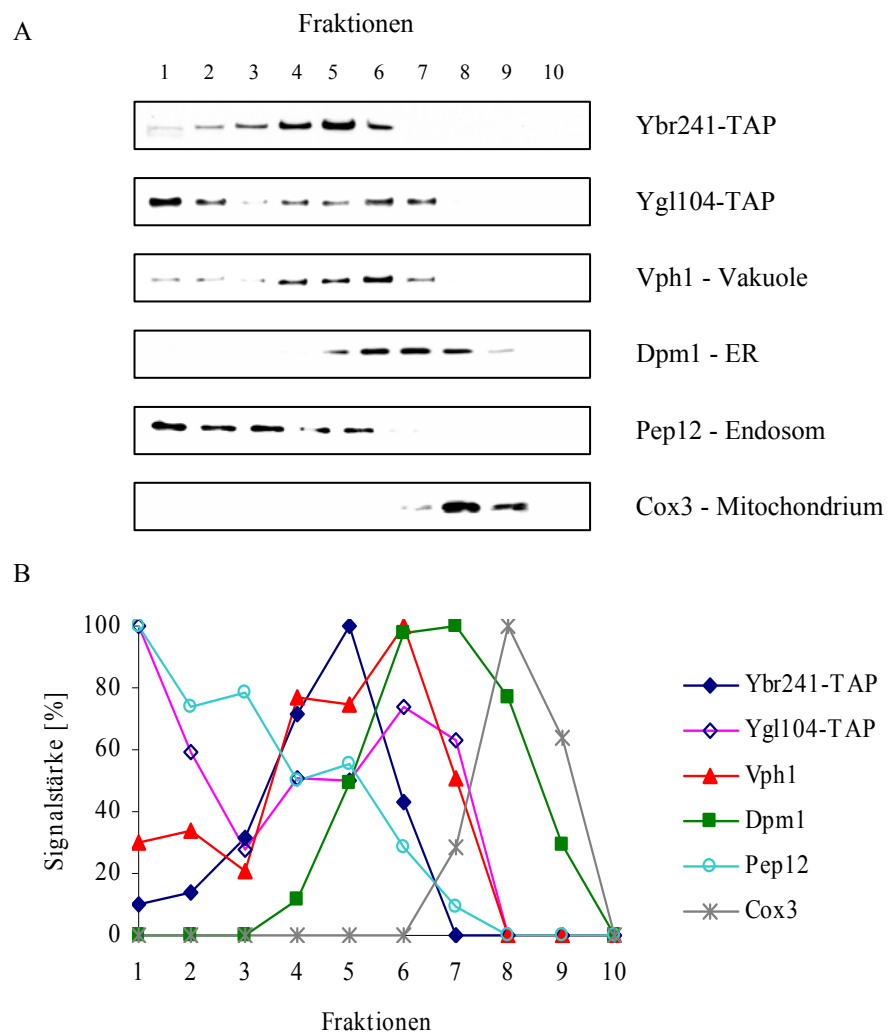 A
Fraktionen
1 2 3 4 5 6 7 8 9 10
Ybr241-TAP
Ygl104-TAP
Vph1 - Vakuole
Dpm1 - ER
Pep12 - Endosom
Cox3 - Mitochondrium
B
Signalstärke [%]
100
80
60
40
20
0
1 2 3 4 5 6 7 8 9 10
Fraktionen
Ybr241-TAP
Ygl104-TAP
Vph1
Dpm1
Pep12
Cox3